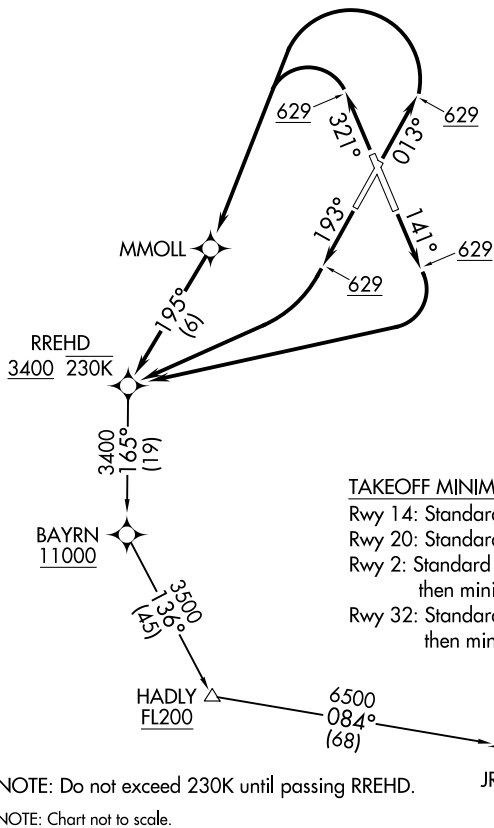 629
629
321°
013°
193°
141°
629
629
MMOLL
195°
(6)
RREHD
3400 230K
3400
165°
(19)
TAKEOFF MINIM
Rwy 14: Standard
Rwy 20: Standard
Rwy 2: Standard
then mini
Rwy 32: Standard
then min
BAYRN
11000
3500
136°
(45)
HADLY
FL200
6500
084°
(68)
NOTE: Do not exceed 230K until passing RREHD.
JR
NOTE: Chart not to scale.